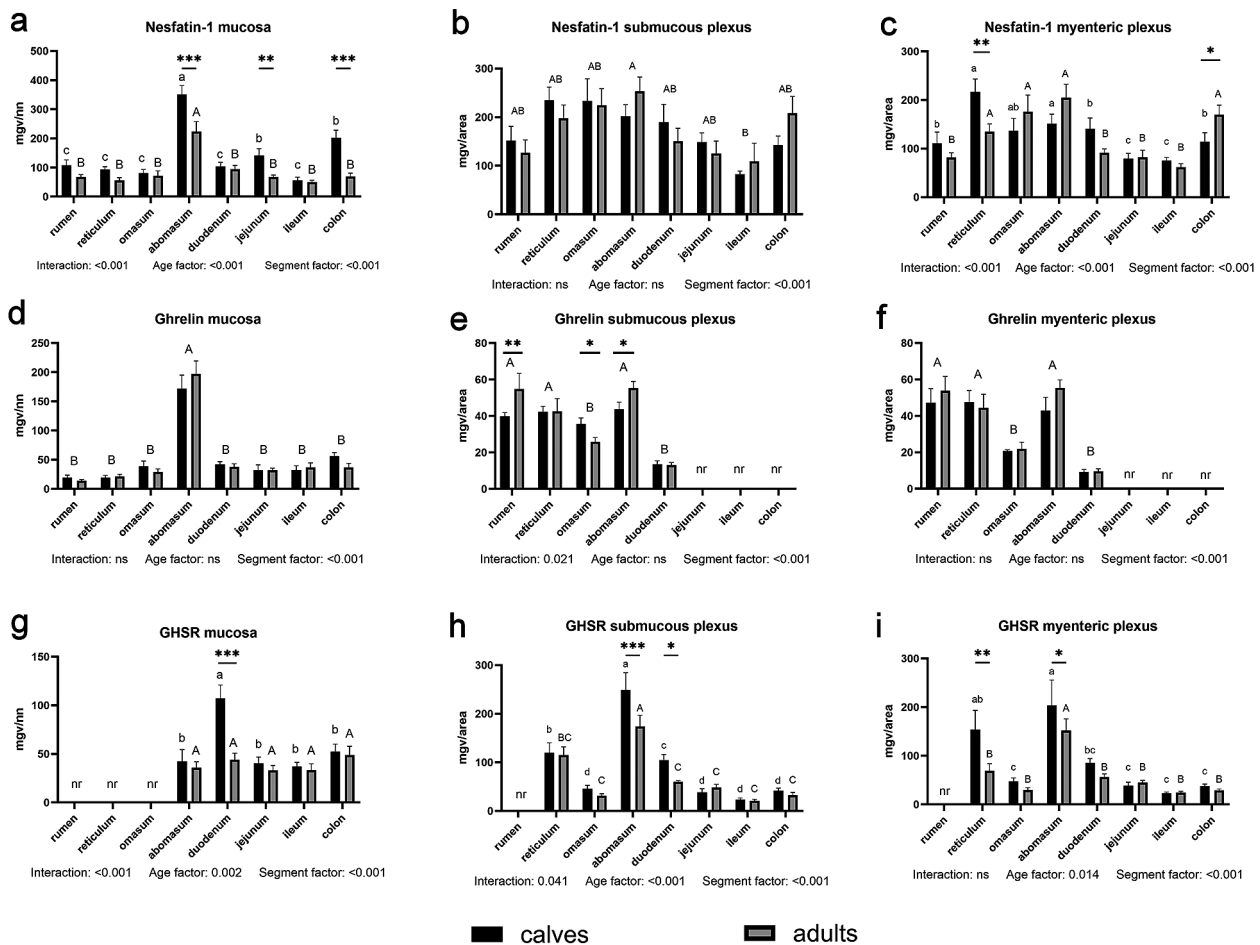 a
Nesfatin-1 mucosa
mgv/nn
500
400
300
200
100
0
*** ** ***
a
A
c B c B c B c B b B c B c B
rumen reticulum omasum abomasum duodenum jejunum ileum colon
Interaction: <0.001 Age factor: <0.001 Segment factor: <0.001
b
Nesfatin-1 submucous plexus
mgv/area
300
200
100
0
AB AB AB A AB AB B AB
rumen reticulum omasum abomasum duodenum jejunum ileum colon
Interaction: ns Age factor: ns Segment factor: <0.001
c
Nesfatin-1 myenteric plexus
mgv/area
300
200
100
0
** *
b B a A ab A a A b B c B c B b A
rumen reticulum omasum abomasum duodenum jejunum ileum colon
Interaction: <0.001 Age factor: <0.001 Segment factor: <0.001
d
Ghrelin mucosa
mgv/nn
250
200
150
100
50
0
B B B A B B B B
rumen reticulum omasum abomasum duodenum jejunum ileum colon
Interaction: ns Age factor: ns Segment factor: <0.001
e
Ghrelin submucous plexus
mgv/area
80
60
40
20
0
** * *
A A B A B nr nr nr
rumen reticulum omasum abomasum duodenum jejunum ileum colon
Interaction: 0.021 Age factor: ns Segment factor: <0.001
f
Ghrelin myenteric plexus
mgv/area
80
60
40
20
0
A A B A B nr nr nr
rumen reticulum omasum abomasum duodenum jejunum ileum colon
Interaction: ns Age factor: ns Segment factor: <0.001
g
GHSR mucosa
mgv/nn
150
100
50
0
***
nr nr nr b A a A b A b A b A
rumen reticulum omasum abomasum duodenum jejunum ileum colon
Interaction: <0.001 Age factor: 0.002 Segment factor: <0.001
h
GHSR submucous plexus
mgv/area
300
200
100
0
*** *
nr b BC d C a A c C d C d C d C
rumen reticulum omasum abomasum duodenum jejunum ileum colon
Interaction: 0.041 Age factor: <0.001 Segment factor: <0.001
i
GHSR myenteric plexus
mgv/area
300
200
100
0
** *
nr ab B c B a A bc B c B c B c B
rumen reticulum omasum abomasum duodenum jejunum ileum colon
Interaction: ns Age factor: 0.014 Segment factor: <0.001
calves adults